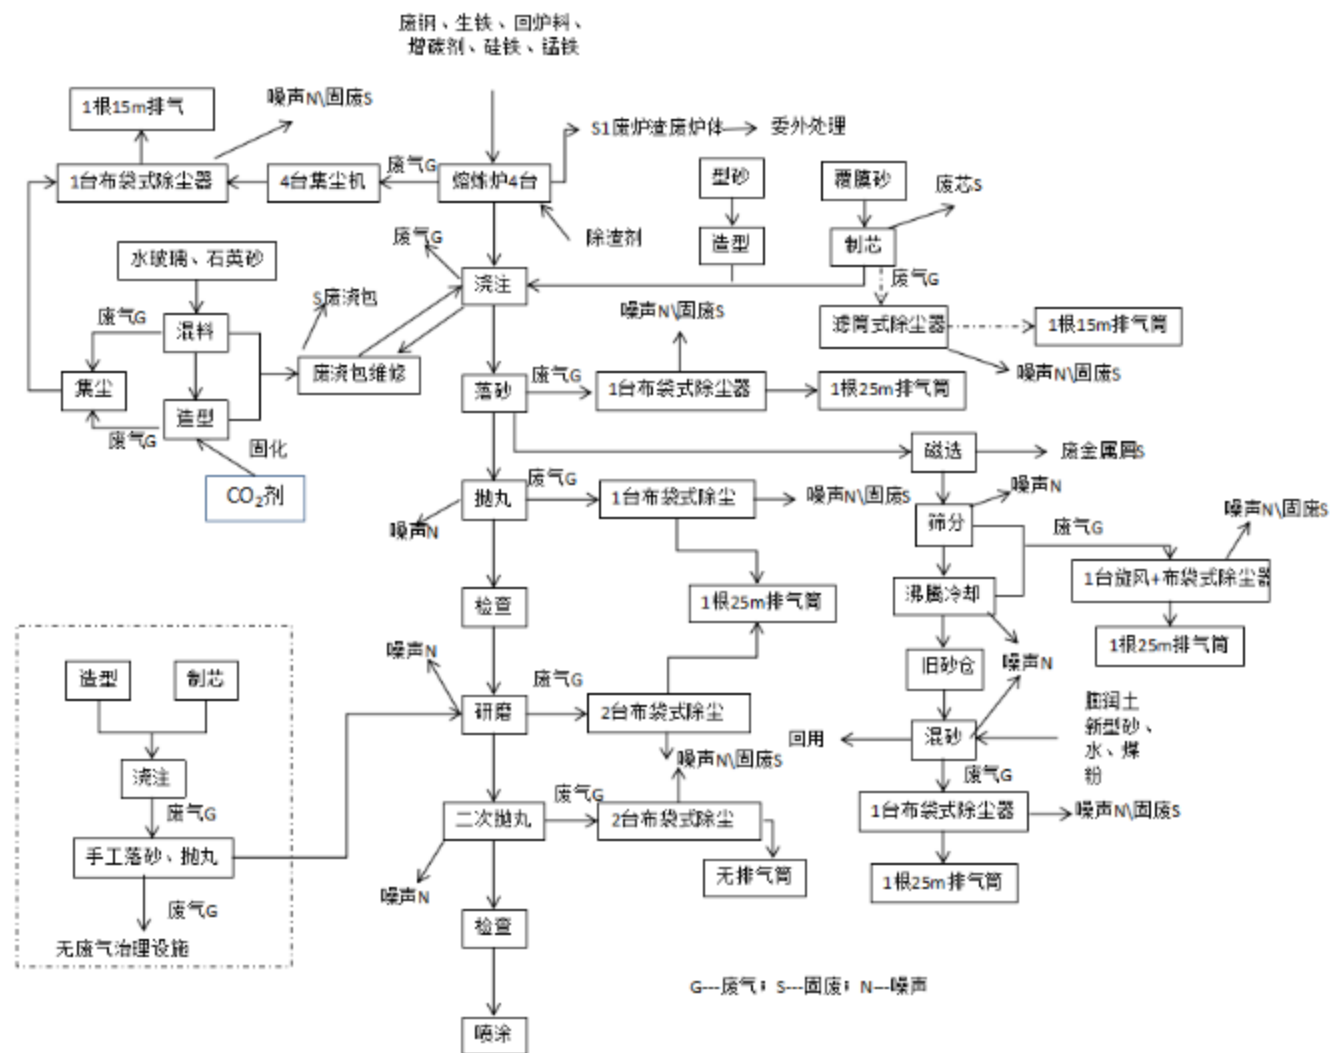 废钢、生铁、回炉料、
增碳剂、硅铁、锰铁
1根15m排气
噪声N\固废S
S1废炉渣废炉体
委外处理
1台布袋式除尘器
4台集尘机
废气G
熔炼炉4台
型砂
覆膜砂
废芯S
除渣剂
造型
制芯
废气G
水玻璃、石英砂
浇注
废气G
S废浇包
噪声N\固废S
滤筒式除尘器
1根15m排气筒
废气G
混料
废浇包维修
噪声N\固废S
集尘
落砂
废气G
1台布袋式除尘器
1根25m排气筒
造型
废气G
固化
磁选
废金属屑S
CO₂剂
抛丸
废气G
1台布袋式除尘
噪声N\固废S
噪声N
噪声N
筛分
废气G
噪声N\固废S
1台旋风+布袋式除尘器
沸腾冷却
检查
1根25m排气筒
1根25m排气筒
噪声N
噪声N
旧砂仓
造型
制芯
废气G
研磨
2台布袋式除尘
膨润土
新型砂、
水、煤
粉
回用
混砂
噪声N\固废S
浇注
废气G
废气G
废气G
二次抛丸
2台布袋式除尘
1台布袋式除尘器
噪声N\固废S
手工落砂、抛丸
无排气筒
1根25m排气筒
噪声N
废气G
检查
无废气治理设施
G---废气；S---固废；N---噪声
喷涂